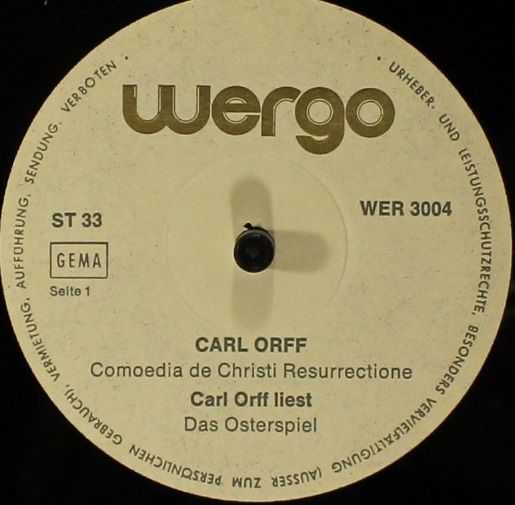 wergo
ST 33
WER 3004
GEMA
Seite 1
CARL ORFF
Comoedia de Christi Resurrectione
Carl Orff liest
Das Osterspiel
· URHEBER- UND LEISTUNGSSCHUTZRECHTE, BESONDERS VERVIELFÄLTIGUNG (AUSSER ZUM PERSÖNLICHEN GEBRAUCH), VERMIETUNG, AUFFÜHRUNG, SENDUNG, VERBOTEN ·